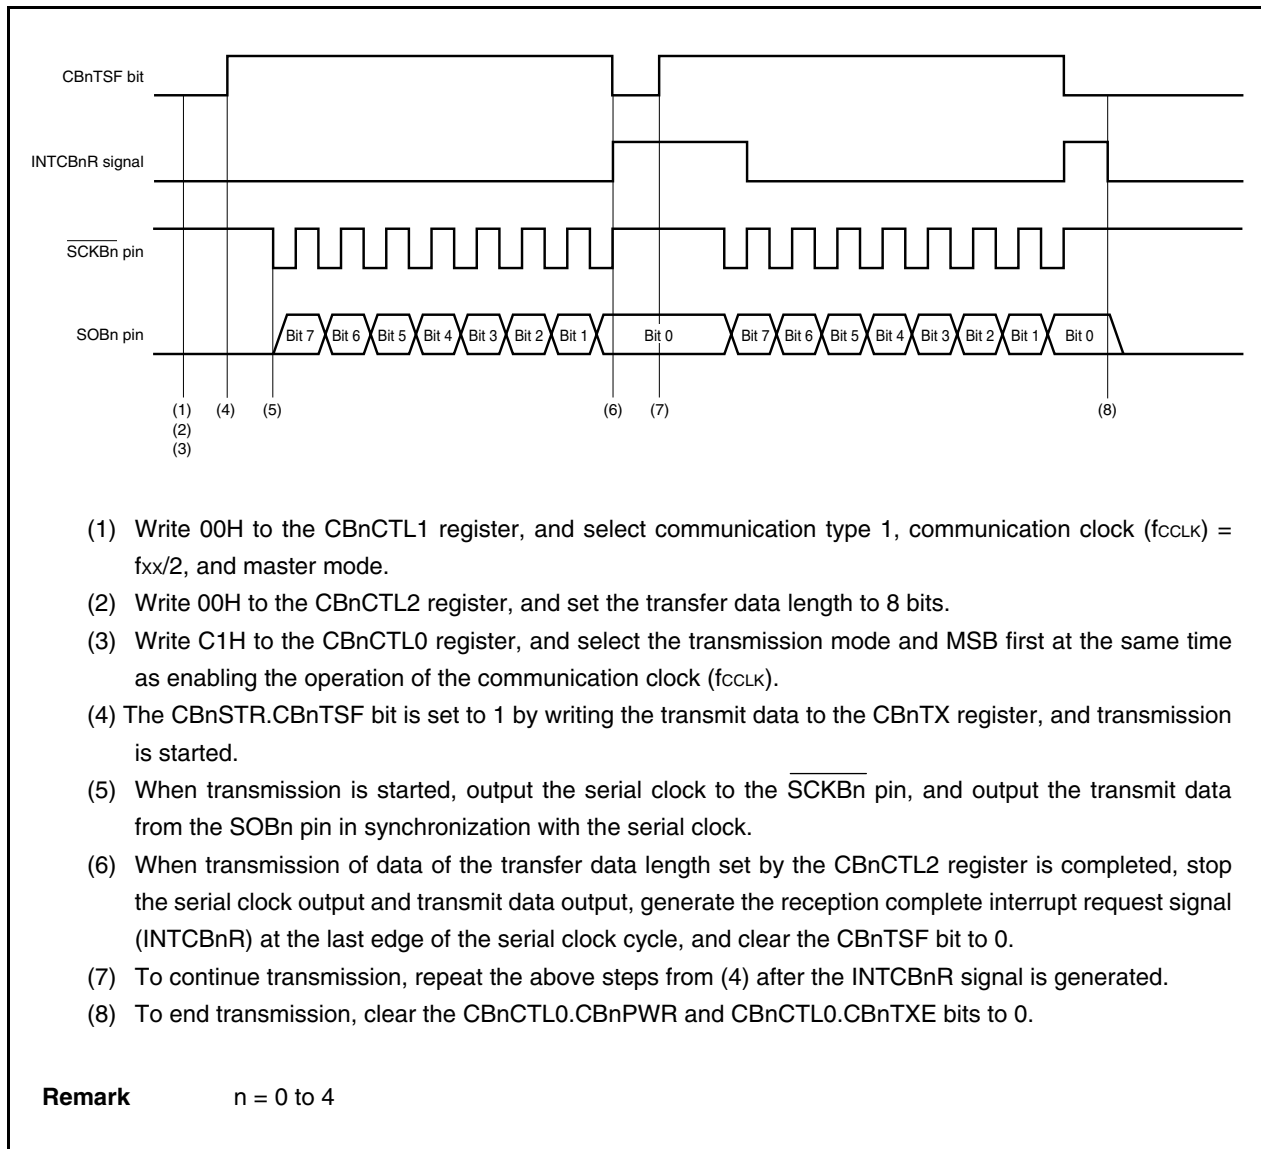 CBnTSF bit
INTCBnR signal
SCKBn pin
SOBn pin
Bit 7 Bit 6 Bit 5 Bit 4 Bit 3 Bit 2 Bit 1 Bit 0 Bit 7 Bit 6 Bit 5 Bit 4 Bit 3 Bit 2 Bit 1 Bit 0
(1) (4) (5) (6) (7) (8)
(2)
(3)
(1) Write 00H to the CBnCTL1 register, and select communication type 1, communication clock (fCCLK) =
fxx/2, and master mode.
(2) Write 00H to the CBnCTL2 register, and set the transfer data length to 8 bits.
(3) Write C1H to the CBnCTL0 register, and select the transmission mode and MSB first at the same time
as enabling the operation of the communication clock (fCCLK).
(4) The CBnSTR.CBnTSF bit is set to 1 by writing the transmit data to the CBnTX register, and transmission
is started.
(5) When transmission is started, output the serial clock to the SCKBn pin, and output the transmit data
from the SOBn pin in synchronization with the serial clock.
(6) When transmission of data of the transfer data length set by the CBnCTL2 register is completed, stop
the serial clock output and transmit data output, generate the reception complete interrupt request signal
(INTCBnR) at the last edge of the serial clock cycle, and clear the CBnTSF bit to 0.
(7) To continue transmission, repeat the above steps from (4) after the INTCBnR signal is generated.
(8) To end transmission, clear the CBnCTL0.CBnPWR and CBnCTL0.CBnTXE bits to 0.
Remark n = 0 to 4